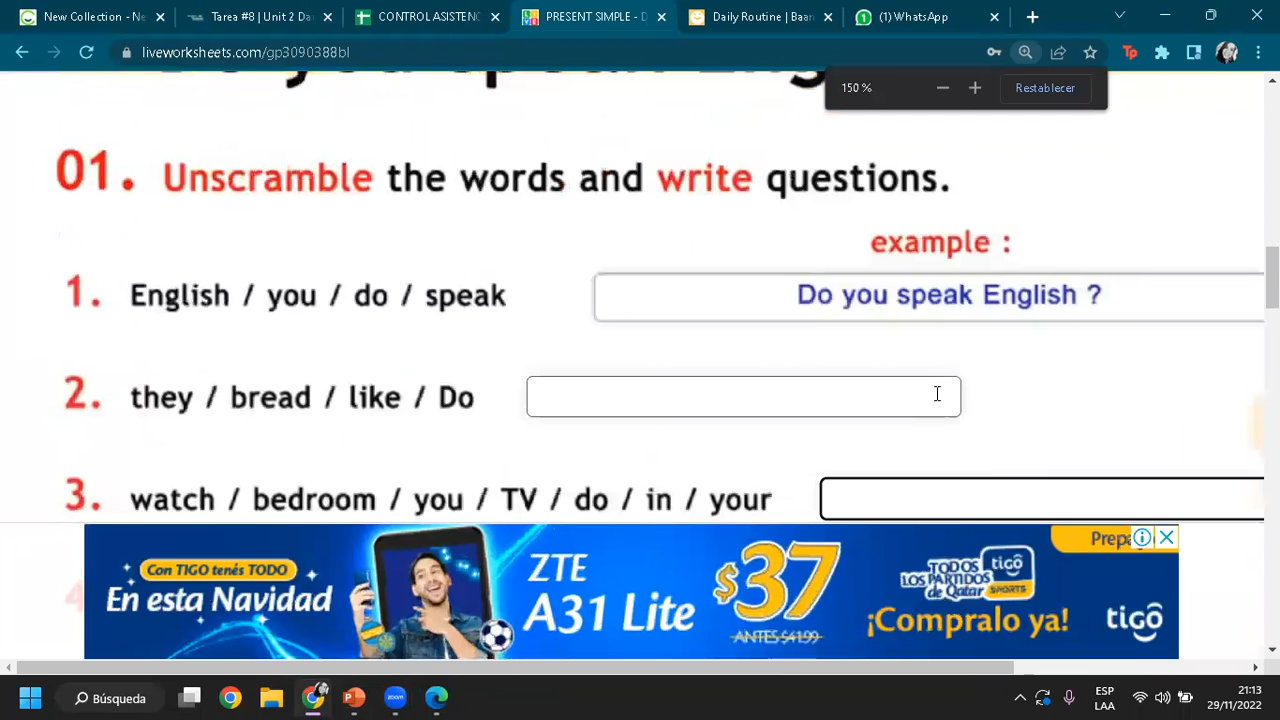 New Collection - Ne
Tarea #8 | Unit 2 Da
CONTROL ASISTENC
PRESENT SIMPLE - D
Daily Routine | Baan
(1) WhatsApp
liveworksheets.com/gp3090388bl
150 %
Restablecer
01. Unscramble the words and write questions.
example :
1. English / you / do / speak
Do you speak English ?
2. they / bread / like / Do
3. watch / bedroom / you / TV / do / in / your
Con TIGO tenés TODO
En esta Navidad
ZTE
A31 Lite
$37
ANTES $41.99
TODOS
LOS PARTIDOS
de Qatar
tigo
SPORTS
¡Compralo ya!
Prepa
tigo
Búsqueda
zoom
ESP
LAA
21:13
29/11/2022